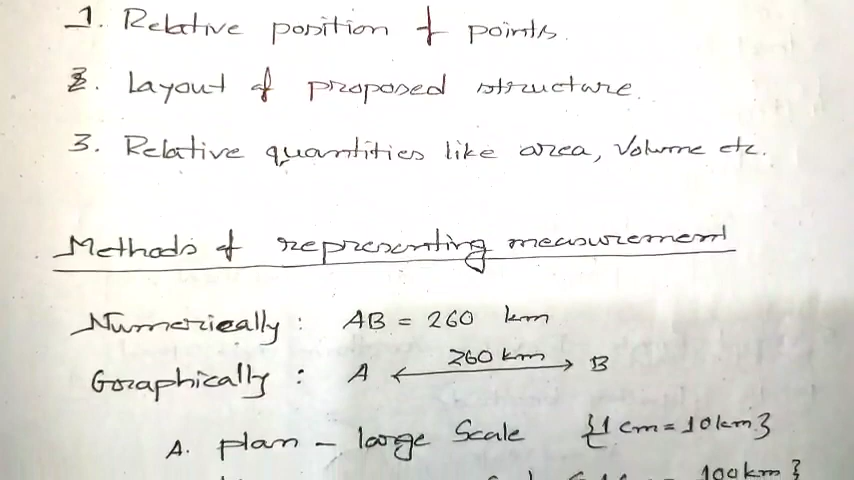 1. Relative position of points.
2. Layout of proposed structure.
3. Relative quantities like area, Volume etc.
Methods of representing measurement
Numerically : AB = 260 km
Graphically : A ← 260 km → B
A. plan - large Scale {1 cm = 10 km}
100 km}